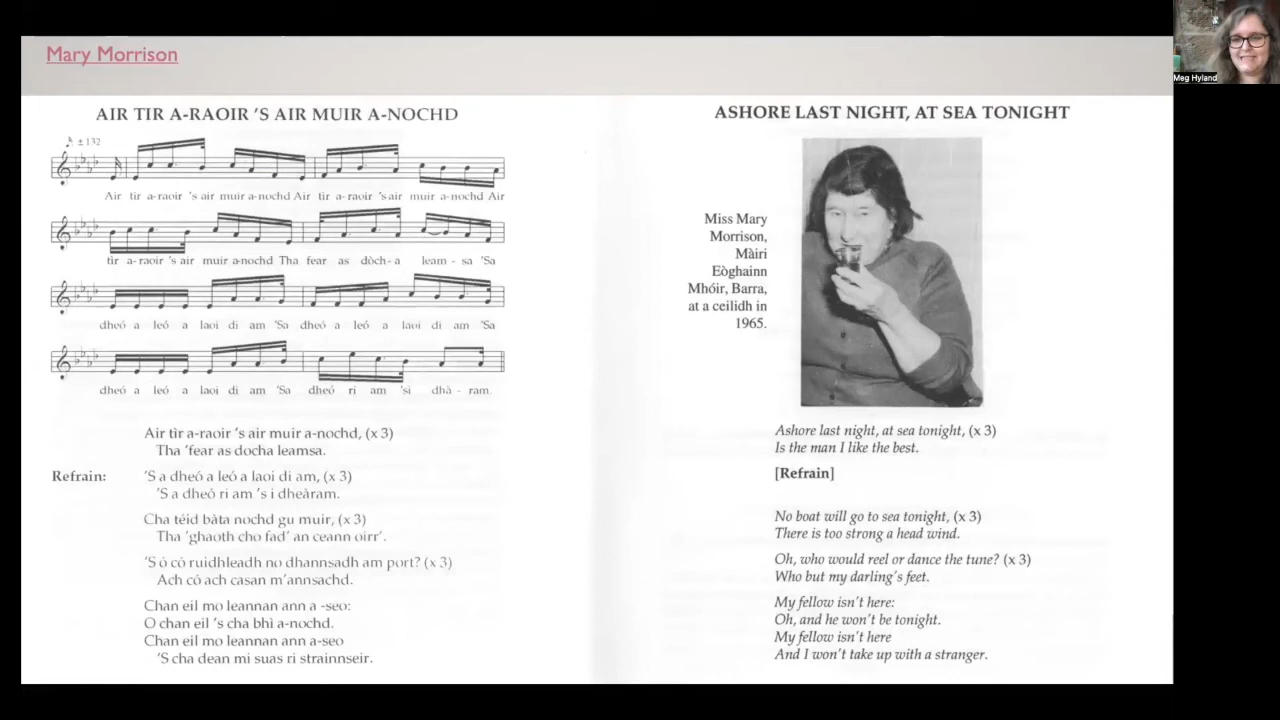 Mary Morrison
Meg Hyland
AIR TIR A-RAOIR 'S AIR MUIR A-NOCHD
± 132
Air tìr a-raoir 's air muir a-nochd Air tìr a-raoir 's air muir a-nochd Air
tìr a-raoir 's air muir a-nochd Tha fear as dòch-a leam-sa 'Sa
dheó a leó a laoi di am 'Sa dheó a leó a laoi di am 'Sa
dheó a leó a laoi di am 'Sa dheó ri am 'si dhà-ram.
Air tìr a-raoir 's air muir a-nochd, (x 3)
Tha 'fear as docha leamsa.
Refrain: 'S a dheó a leó a laoi di am, (x 3)
'S a dheó ri am 's i dheàram.
Cha téid bàta nochd gu muir, (x 3)
Tha 'ghaoth cho fad' an ceann oirr'.
'S ó có ruidhleadh no dhannsadh am port? (x 3)
Ach có ach casan m'annsachd.
Chan eil mo leannan ann a -seo:
O chan eil 's cha bhì a-nochd.
Chan eil mo leannan ann a-seo
'S cha dean mi suas ri strainnseir.
ASHORE LAST NIGHT, AT SEA TONIGHT
Miss Mary
Morrison,
Màiri
Eòghainn
Mhóir, Barra,
at a ceilidh in
1965.
Ashore last night, at sea tonight, (x 3)
Is the man I like the best.
[Refrain]
No boat will go to sea tonight, (x 3)
There is too strong a head wind.
Oh, who would reel or dance the tune? (x 3)
Who but my darling's feet.
My fellow isn't here:
Oh, and he won't be tonight.
My fellow isn't here
And I won't take up with a stranger.